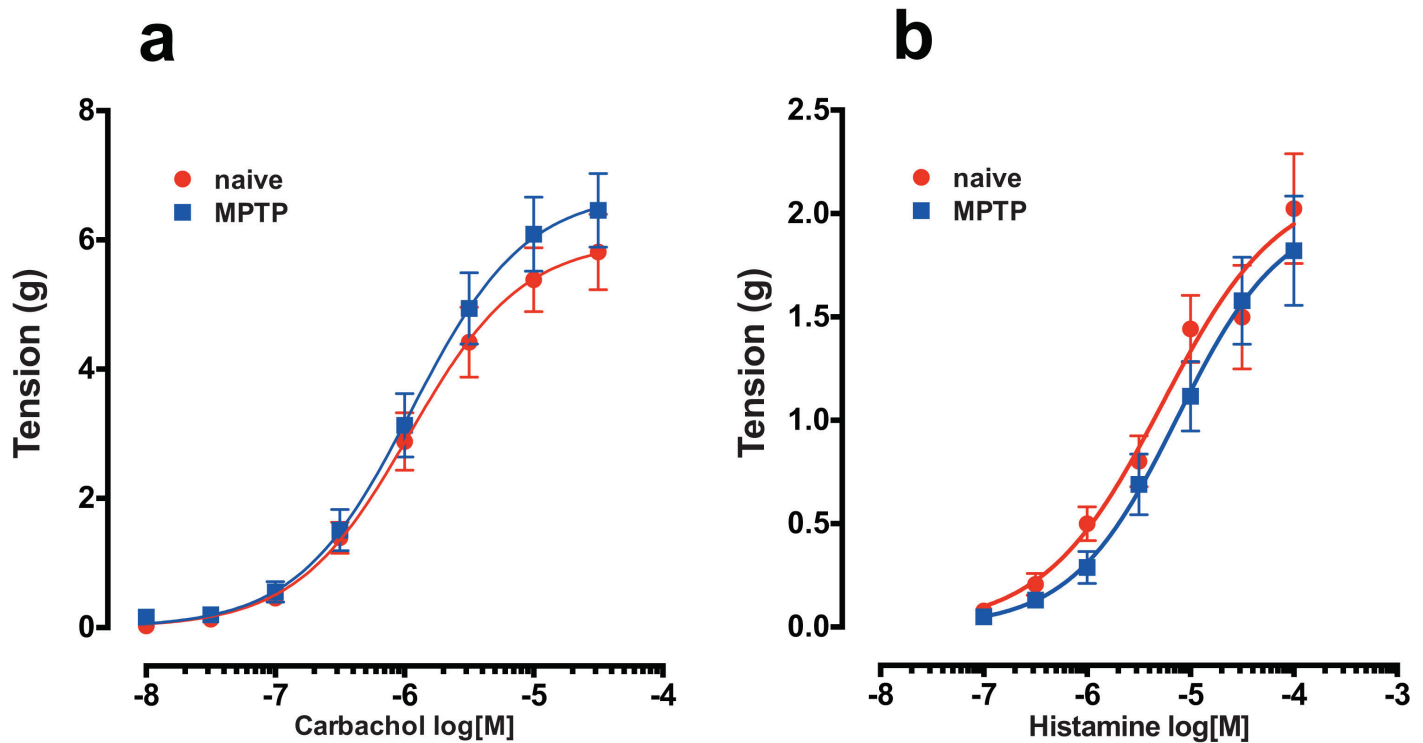 a
Tension (g)
8
6
4
2
0
naive
MPTP
-8
-7
-6
-5
-4
Carbachol log[M]
b
Tension (g)
2.5
2.0
1.5
1.0
0.5
0.0
naive
MPTP
-8
-7
-6
-5
-4
-3
Histamine log[M]